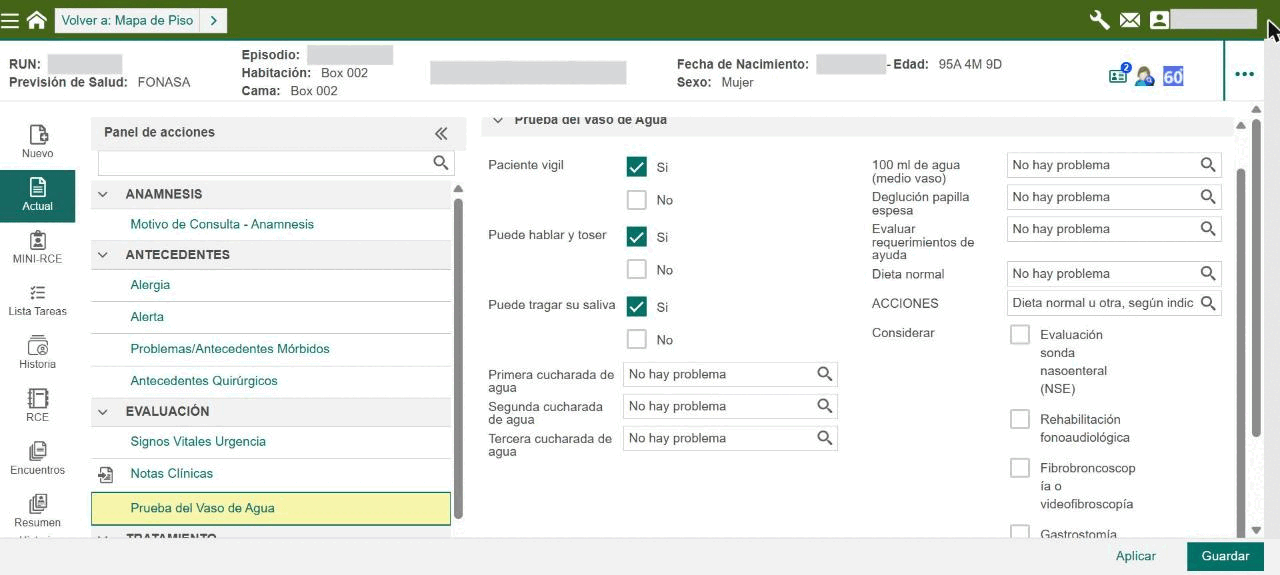 Volver a: Mapa de Piso
RUN:
Previsión de Salud: FONASA
Episodio:
Habitación: Box 002
Cama: Box 002
Fecha de Nacimiento: - Edad: 95A 4M 9D
Sexo: Mujer
2
60
Nuevo
Actual
MINI-RCE
Lista Tareas
Historia
RCE
Encuentros
Resumen
Panel de acciones
ANAMNESIS
Motivo de Consulta - Anamnesis
ANTECEDENTES
Alergia
Alerta
Problemas/Antecedentes Mórbidos
Antecedentes Quirúrgicos
EVALUACIÓN
Signos Vitales Urgencia
Notas Clínicas
Prueba del Vaso de Agua
TRATAMIENTO
Prueba del Vaso de Agua
Paciente vigil
Si
No
Puede hablar y toser
Si
No
Puede tragar su saliva
Si
No
Primera cucharada de
agua
No hay problema
Segunda cucharada
de agua
No hay problema
Tercera cucharada de
agua
No hay problema
100 ml de agua
(medio vaso)
No hay problema
Deglución papilla
espesa
No hay problema
Evaluar
requerimientos de
ayuda
No hay problema
Dieta normal
No hay problema
ACCIONES
Dieta normal u otra, según indic
Considerar
Evaluación
sonda
nasoenteral
(NSE)
Rehabilitación
fonoaudiológica
Fibrobroncoscop
ía o
videofibroscopía
Gastrostomía
Aplicar
Guardar